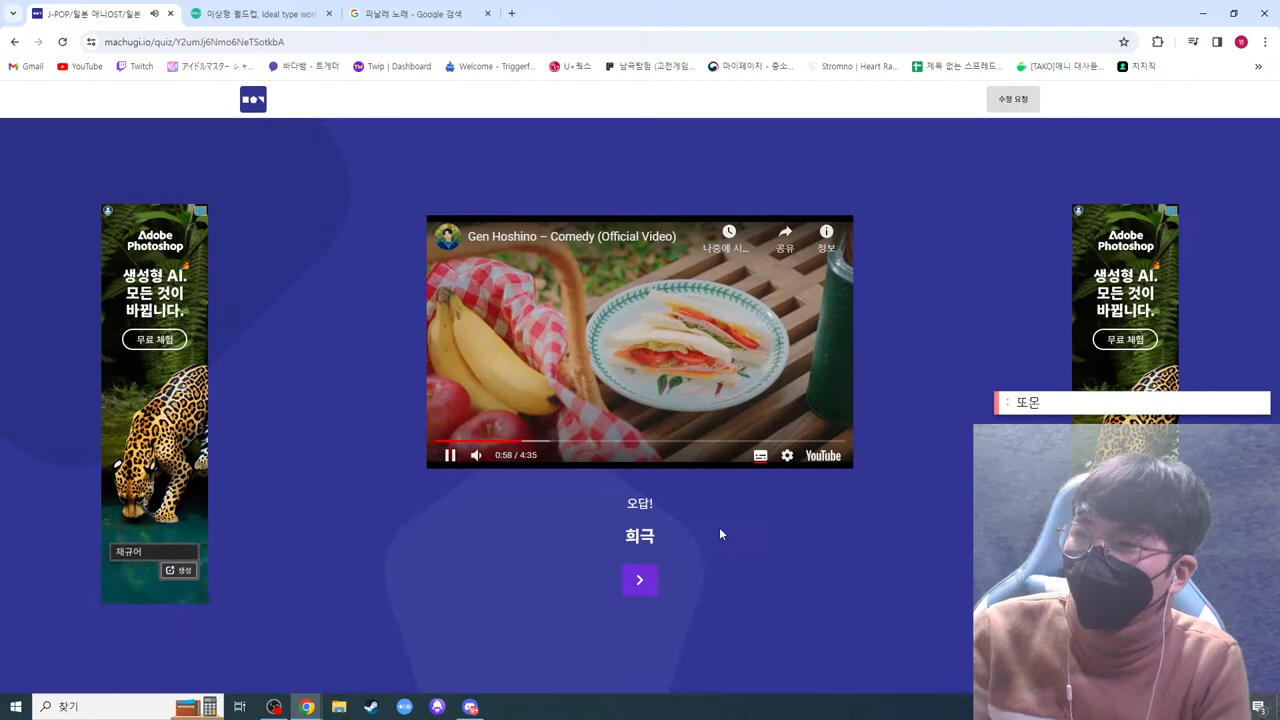 J-POP/일본 애니OST/일본
이상형 월드컵, Ideal type worl
피날레 노래 - Google 검색
machugi.io/quiz/Y2umJj6Nmo6NeTSotkbA
Gmail
YouTube
Twitch
アイドルマスター シャ...
바다뱀 - 트게더
Twip | Dashboard
Welcome - Triggerf...
U+웍스
남극탐험 (고전게임...
마이페이지 - 중소...
Stromno | Heart Ra...
제목 없는 스프레드...
[TAKO]애니 대사듣...
지지직
수정 요청
Adobe
Photoshop
생성형 AI.
모든 것이
바뀝니다.
무료 체험
재규어
생성
Gen Hoshino – Comedy (Official Video)
나중에 시...
공유
정보
0:58 / 4:35
YouTube
오답!
희극
Adobe
Photoshop
생성형 AI.
모든 것이
바뀝니다.
무료 체험
: 또몬
찾기
3